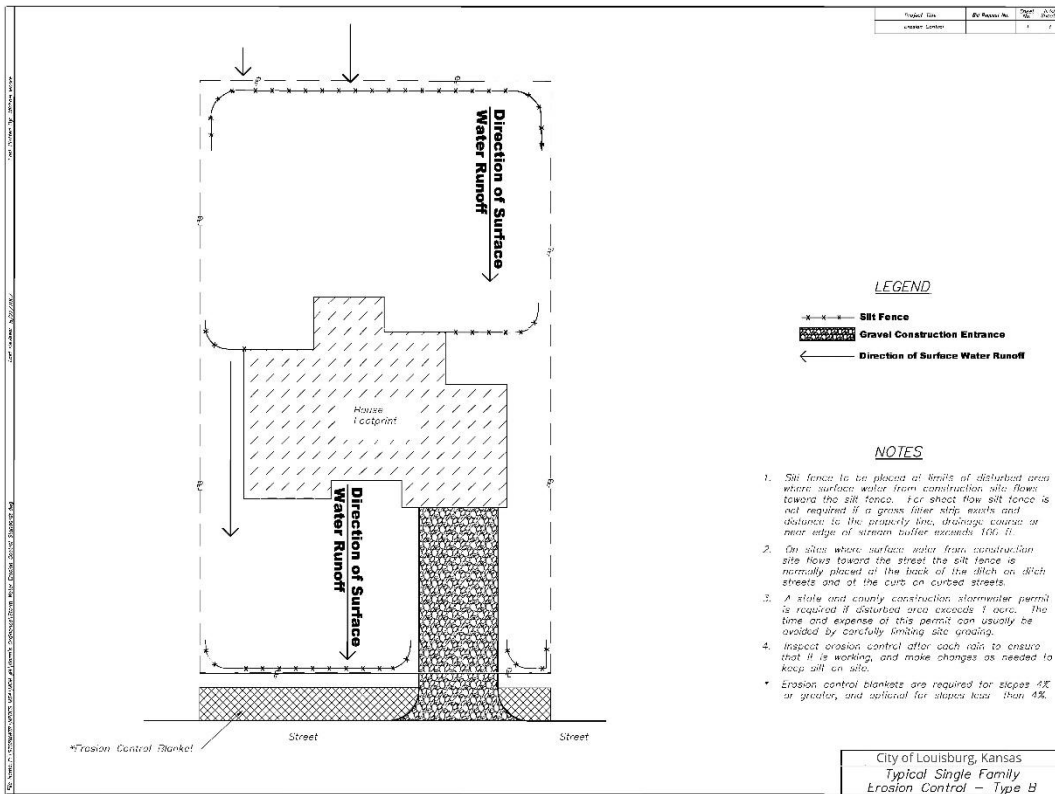 Project Title
Bid Request No.
Sheet No.
Erosion Control
1
Direction of Surface
Water Runoff
House
Footprint
Direction of Surface
Water Runoff
*Erosion Control Blanket
Street
Street
LEGEND
Silt Fence
Gravel Construction Entrance
Direction of Surface Water Runoff
NOTES
1. Silt fence to be placed at limits of disturbed area
where surface water from construction site flows
toward the silt fence. For sheet flow silt fence is
not required if a grass filter strip exists and
distance to the property line, drainage course or
near edge of stream buffer exceeds 100 ft.
2. On sites where surface water from construction
site flows toward the street the silt fence is
normally placed at the back of the ditch on ditch
streets and at the curb on curbed streets.
3. A state and county construction stormwater permit
is required if disturbed area exceeds 1 acre. The
time and expense of this permit can usually be
avoided by carefully limiting site grading.
4. Inspect erosion control after each rain to ensure
that it is working, and make changes as needed to
keep silt on site.
* Erosion control blankets are required for slopes 4%
or greater, and optional for slopes less than 4%.
City of Louisburg, Kansas
Typical Single Family
Erosion Control - Type B